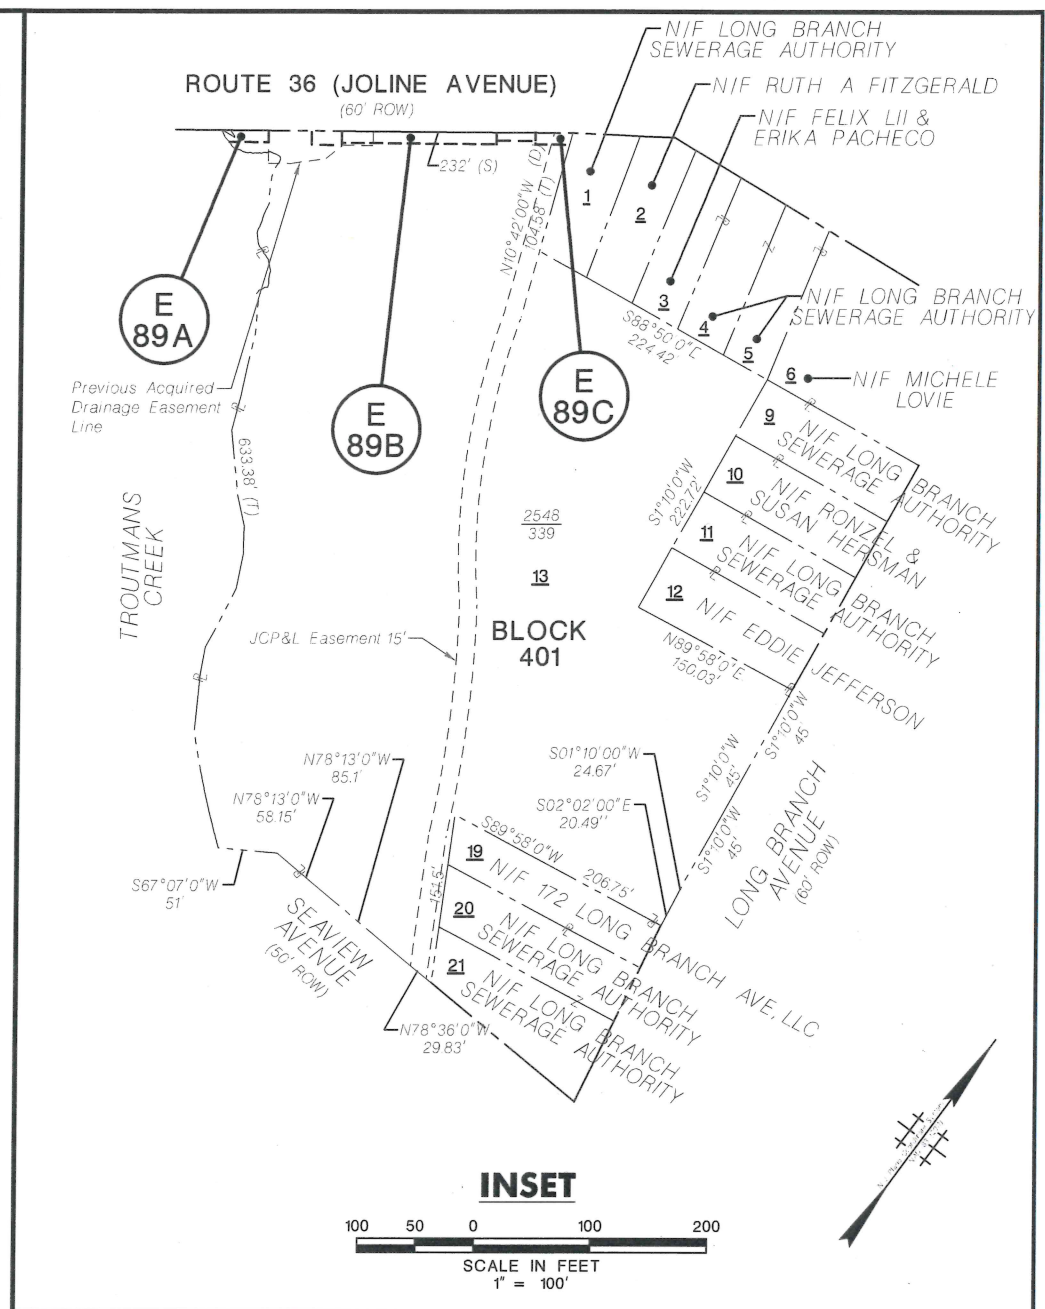 N/F LONG BRANCH
SEWERAGE AUTHORITY
ROUTE 36 (JOLINE AVENUE)
(60' ROW)
N/F RUTH A FITZGERALD
N/F FELIX LII &
ERIKA PACHECO
232' (S)
N10°42'00"W (D)
104.58' (T)
1
2
3
4
5
6
E
89A
E
89B
E
89C
S88°50'0"E
224.42'
N/F LONG BRANCH
SEWERAGE AUTHORITY
N/F MICHELE
LOVIE
Previous Acquired
Drainage Easement
Line
633.38' (T)
TROUTMANS
CREEK
9
N/F LONG BRANCH
SEWERAGE AUTHORITY
10
N/F RONZEL &
SUSAN HERSMAN
11
N/F LONG BRANCH
SEWERAGE AUTHORITY
12
N/F EDDIE JEFFERSON
S1°10'0"W
222.72'
2548
339
13
BLOCK
401
JCP&L Easement 15'
N89°58'0"E
150.03'
S1°10'0"W
45'
S1°10'0"W
45'
S1°10'0"W
45'
LONG BRANCH
AVENUE
(60' ROW)
N78°13'0"W
85.1'
N78°13'0"W
58.15'
S01°10'00"W
24.67'
S02°02'00"E
20.49''
S67°07'0"W
51'
SEAVIEW
AVENUE
(50' ROW)
S89°58'0"W 206.75'
151.5'
19
N/F 172 LONG BRANCH AVE, LLC
20
N/F LONG BRANCH
SEWERAGE AUTHORITY
21
N/F LONG BRANCH
SEWERAGE AUTHORITY
N78°36'0"W
29.83'
INSET
100 50 0 100 200
SCALE IN FEET
1" = 100'